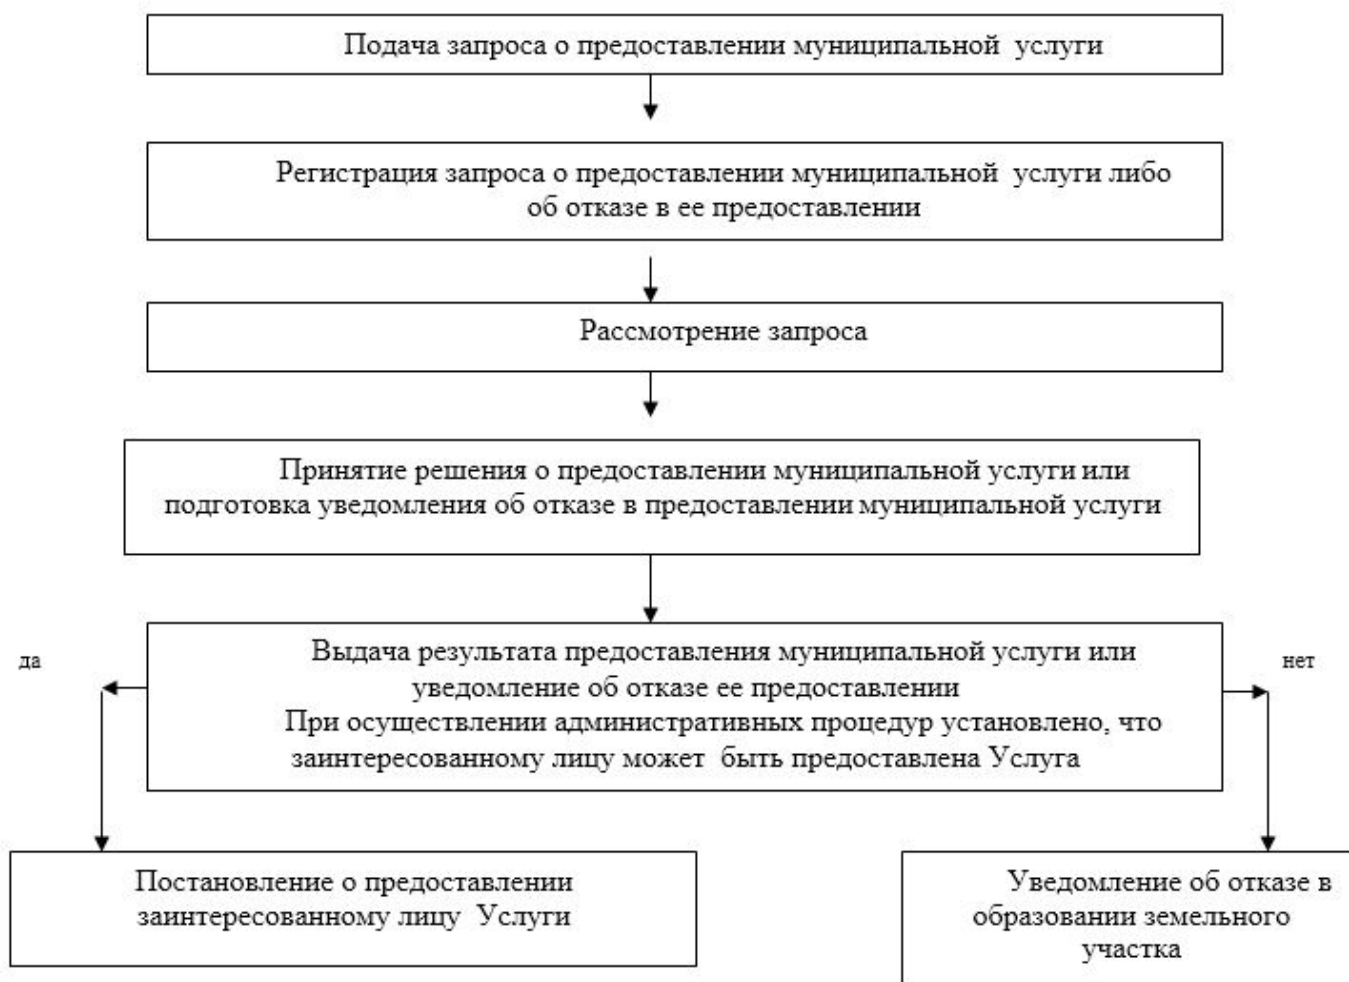 Подача запроса о предоставлении муниципальной услуги
Регистрация запроса о предоставлении муниципальной услуги либо
об отказе в ее предоставлении
Рассмотрение запроса
Принятие решения о предоставлении муниципальной услуги или
подготовка уведомления об отказе в предоставлении муниципальной услуги
да
Выдача результата предоставления муниципальной услуги или
уведомление об отказе ее предоставлении
При осуществлении административных процедур установлено, что
заинтересованному лицу может быть предоставлена Услуга
нет
Постановление о предоставлении
заинтересованному лицу Услуги
Уведомление об отказе в
образовании земельного
участка